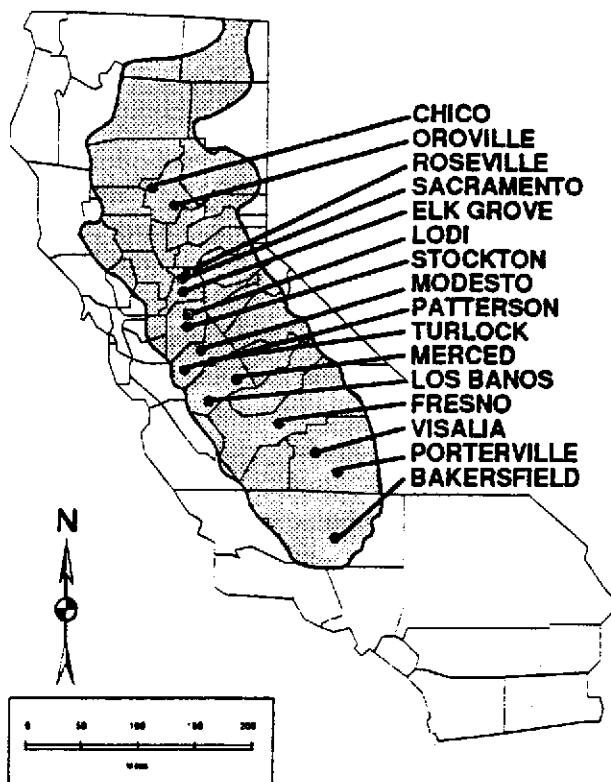 CHICO
OROVILLE
ROSEVILLE
SACRAMENTO
ELK GROVE
LODI
STOCKTON
MODESTO
PATTERSON
TURLOCK
MERCED
LOS BANOS
FRESNO
VISALIA
PORTERVILLE
BAKERSFIELD
N
0 50 100 150 200